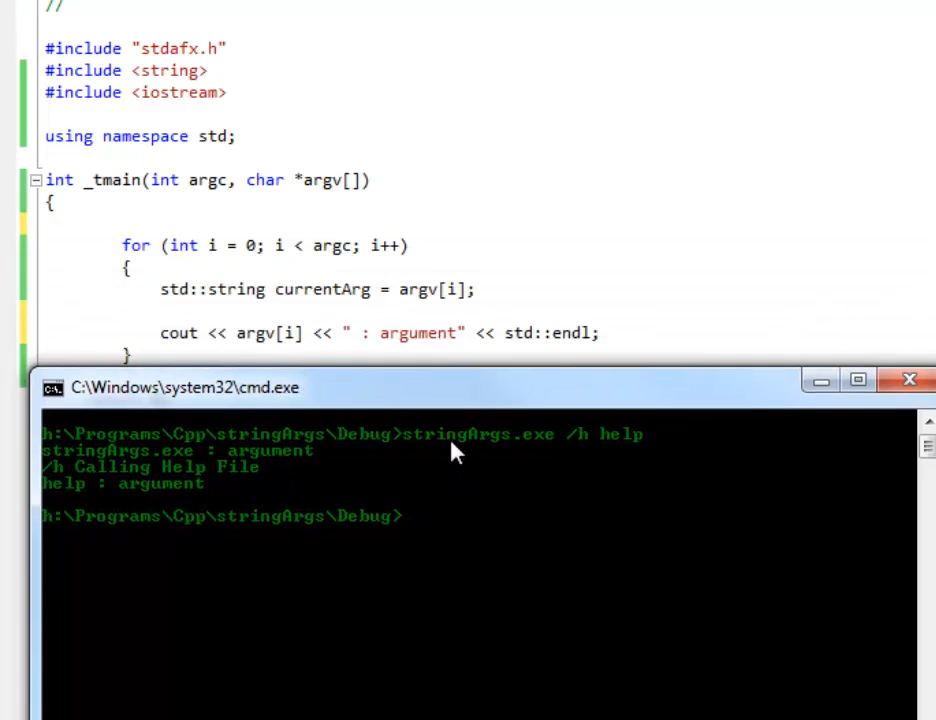 //
#include "stdafx.h"
#include <string>
#include <iostream>
using namespace std;
int _tmain(int argc, char *argv[])
{
for (int i = 0; i < argc; i++)
{
std::string currentArg = argv[i];
cout << argv[i] << " : argument" << std::endl;
}
C:\Windows\system32\cmd.exe
h:\Programs\Cpp\stringArgs\Debug>stringArgs.exe /h help
stringArgs.exe : argument
/h Calling Help File
help : argument
h:\Programs\Cpp\stringArgs\Debug>